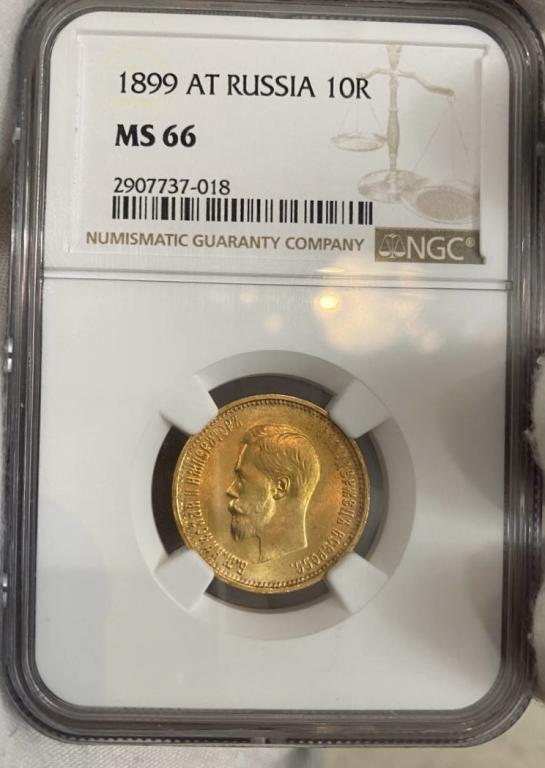 1899 AT RUSSIA 10R
MS 66
2907737-018
NUMISMATIC GUARANTY COMPANY NGC®